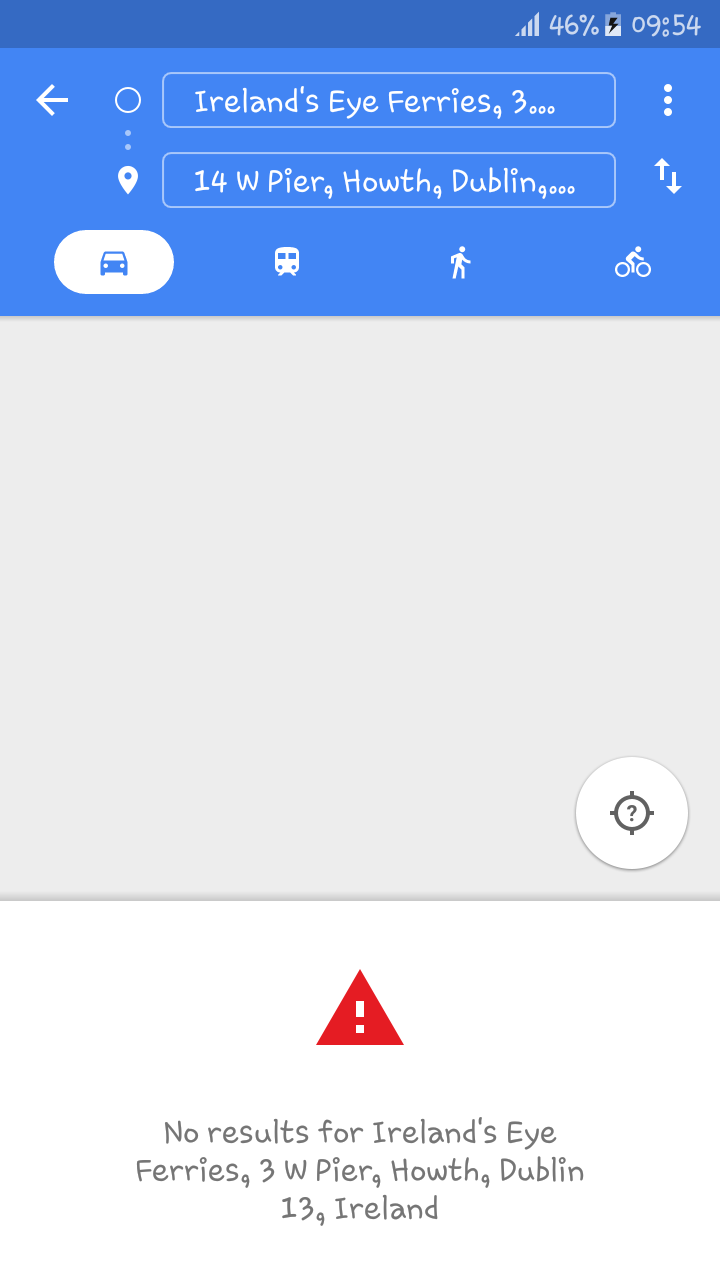 46% 09:54
Ireland's Eye Ferries, 3...
14 W Pier, Howth, Dublin,...
?
No results for Ireland's Eye
Ferries, 3 W Pier, Howth, Dublin
13, Ireland